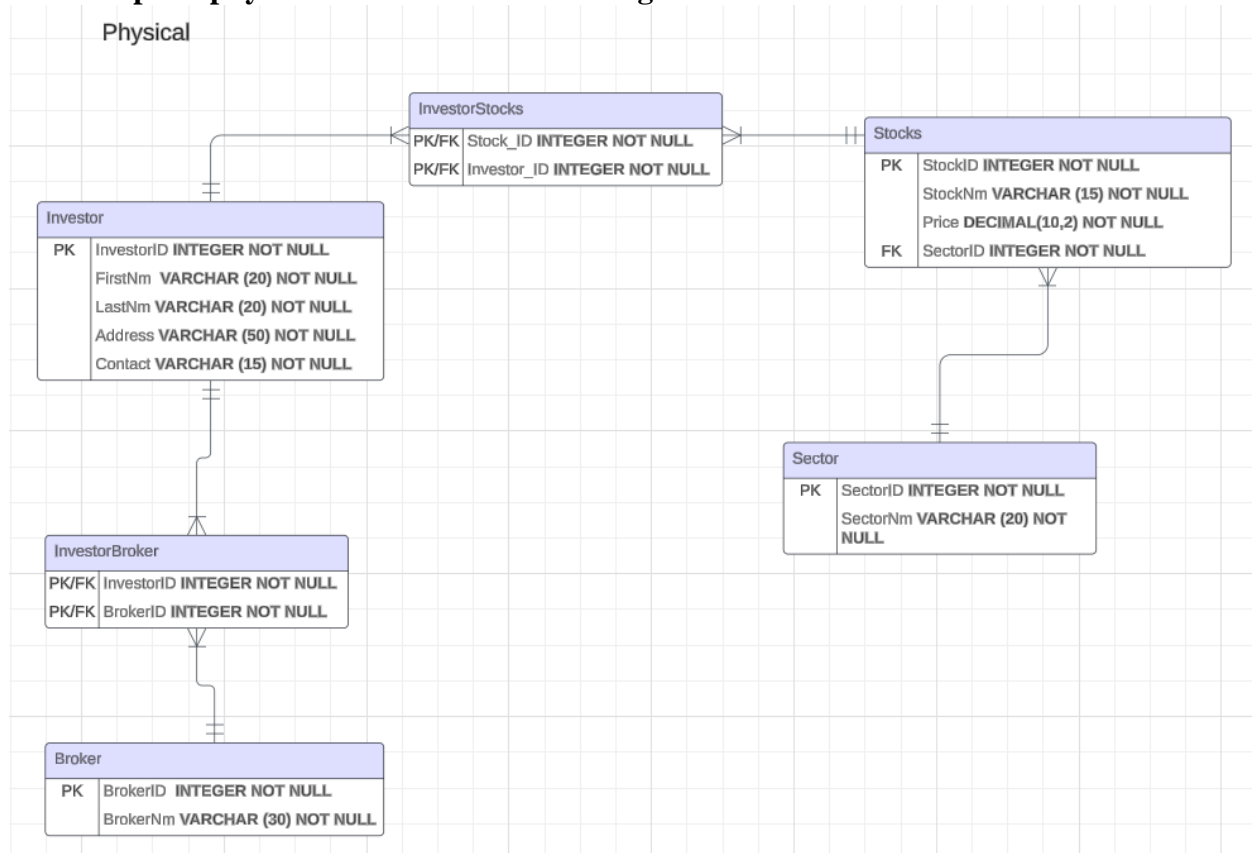 Physical
InvestorStocks
PK/FK Stock_ID INTEGER NOT NULL
PK/FK Investor_ID INTEGER NOT NULL
Stocks
PK StockID INTEGER NOT NULL
StockNm VARCHAR (15) NOT NULL
Price DECIMAL(10,2) NOT NULL
FK SectorID INTEGER NOT NULL
Investor
PK InvestorID INTEGER NOT NULL
FirstNm VARCHAR (20) NOT NULL
LastNm VARCHAR (20) NOT NULL
Address VARCHAR (50) NOT NULL
Contact VARCHAR (15) NOT NULL
Sector
PK SectorID INTEGER NOT NULL
SectorNm VARCHAR (20) NOT
NULL
InvestorBroker
PK/FK InvestorID INTEGER NOT NULL
PK/FK BrokerID INTEGER NOT NULL
Broker
PK BrokerID INTEGER NOT NULL
BrokerNm VARCHAR (30) NOT NULL